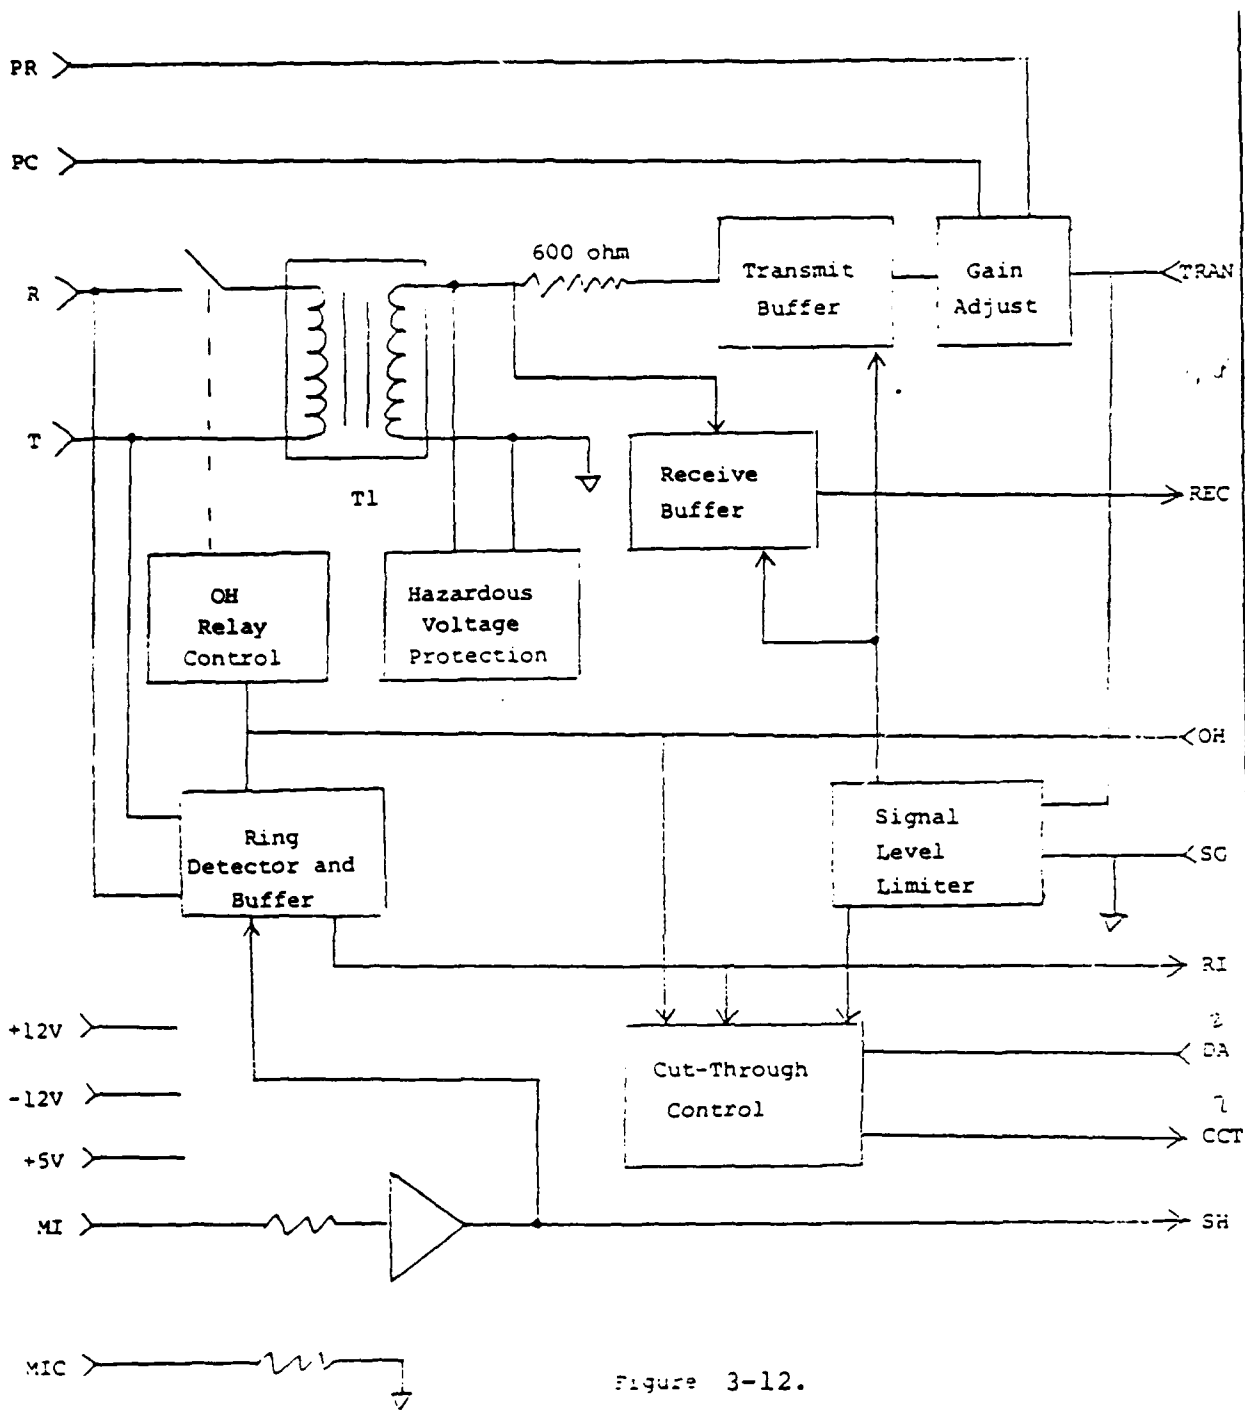 PR
PC
600 ohm
Transmit
Buffer
Gain
Adjust
TRAN
R
T
T1
Receive
Buffer
REC
OH
Relay
Control
Hazardous
Voltage
Protection
OH
Ring
Detector and
Buffer
Signal
Level
Limiter
SG
RI
+12V
-12V
+5V
Cut-Through
Control
DA
CCT
MI
SH
MIC
Figure 3-12.